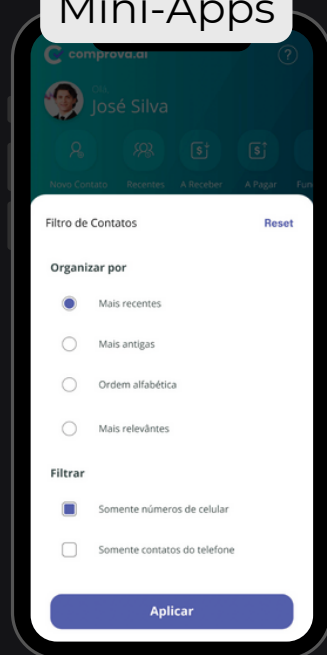 Mini-Apps
comprova.ai
?
Olá,
José Silva
Novo Contato Recentes A Receber A Pagar
Filtro de Contatos Reset
Organizar por
Mais recentes
Mais antigas
Ordem alfabética
Mais relevântes
Filtrar
Somente números de celular
Somente contatos do telefone
Aplicar